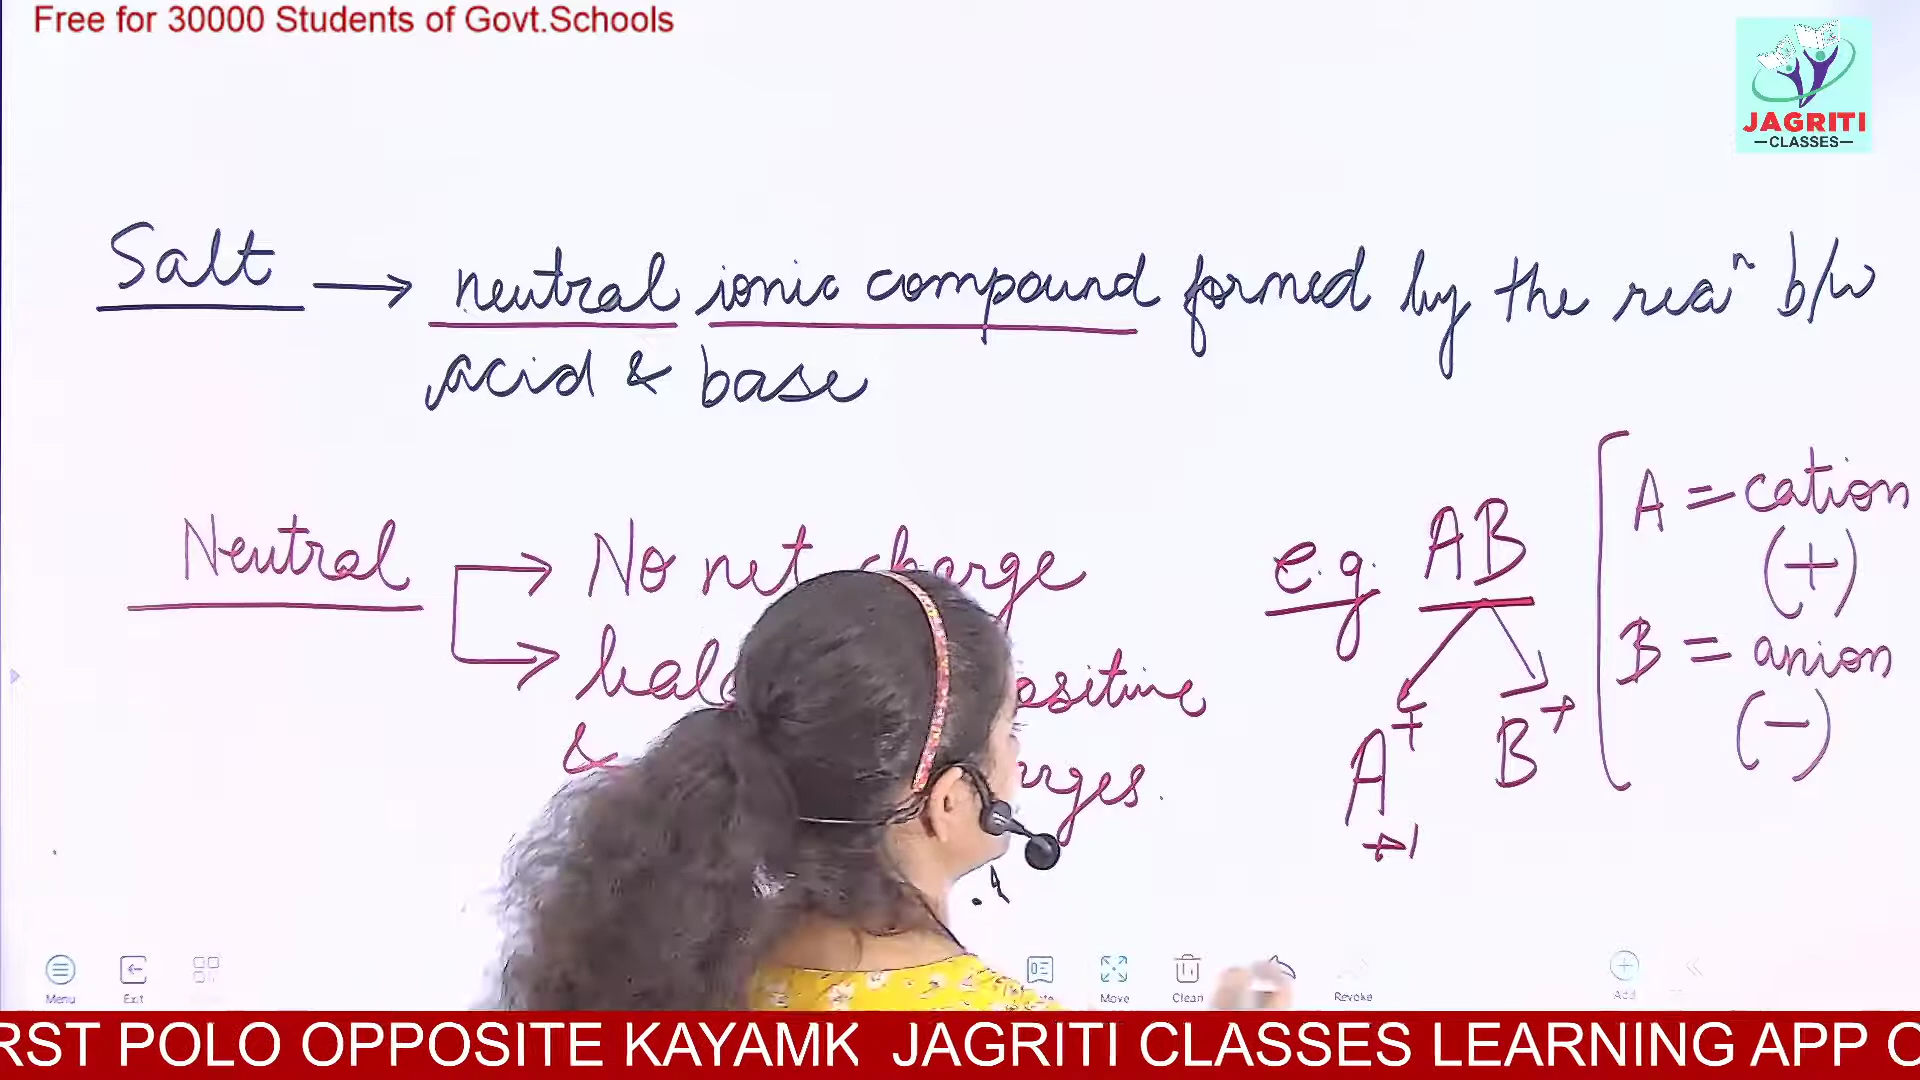 Free for 30000 Students of Govt.Schools
JAGRITI
CLASSES
Salt → neutral ionic compound formed by the reaⁿ b/w
acid & base
Neutral → No net charge
→ positive
&
e.g. AB
A⁺ B⁺
+1
A = cation
(+)
B = anion
(-)
Menu Exit Move Clean Revoke Add
RST POLO OPPOSITE KAYAMK JAGRITI CLASSES LEARNING APP